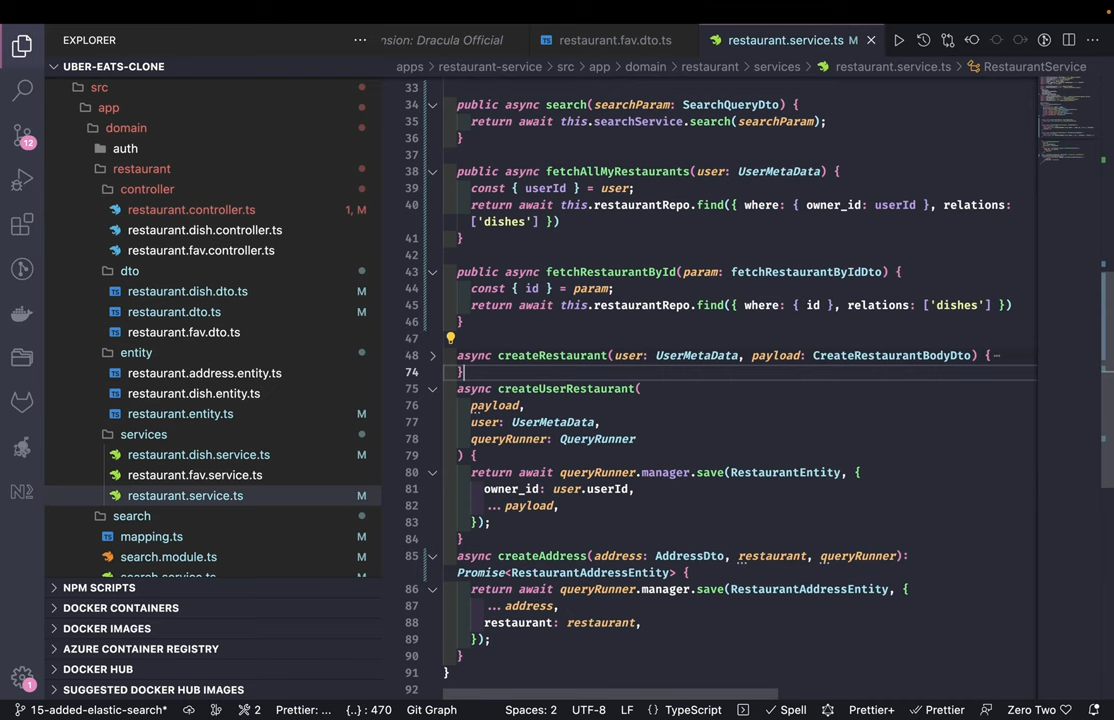 EXPLORER
UBER-EATS-CLONE
src
app
domain
auth
restaurant
controller
restaurant.controller.ts 1, M
restaurant.dish.controller.ts
restaurant.fav.controller.ts
dto
restaurant.dish.dto.ts M
restaurant.dto.ts M
restaurant.fav.dto.ts
entity
restaurant.address.entity.ts
restaurant.dish.entity.ts
restaurant.entity.ts M
services
restaurant.dish.service.ts M
restaurant.fav.service.ts
restaurant.service.ts M
search
mapping.ts M
search.module.ts M
search.service.ts
NPM SCRIPTS
DOCKER CONTAINERS
DOCKER IMAGES
AZURE CONTAINER REGISTRY
DOCKER HUB
SUGGESTED DOCKER HUB IMAGES
12
1
nsion: Dracula Official restaurant.fav.dto.ts restaurant.service.ts M
apps > restaurant-service > src > app > domain > restaurant > services > restaurant.service.ts > RestaurantService
33
34 public async search(searchParam: SearchQueryDto) {
35 return await this.searchService.search(searchParam);
36 }
37
38 public async fetchAllMyRestaurants(user: UserMetaData) {
39 const { userId } = user;
40 return await this.restaurantRepo.find({ where: { owner_id: userId }, relations:
['dishes'] })
41 }
42
43 public async fetchRestaurantById(param: fetchRestaurantByIdDto) {
44 const { id } = param;
45 return await this.restaurantRepo.find({ where: { id }, relations: ['dishes'] })
46 }
47
48 async createRestaurant(user: UserMetaData, payload: CreateRestaurantBodyDto) {⋯
74 }
75 async createUserRestaurant(
76 payload,
77 user: UserMetaData,
78 queryRunner: QueryRunner
79 ) {
80 return await queryRunner.manager.save(RestaurantEntity, {
81 owner_id: user.userId,
82 ...payload,
83 });
84 }
85 async createAddress(address: AddressDto, restaurant, queryRunner):
Promise<RestaurantAddressEntity> {
86 return await queryRunner.manager.save(RestaurantAddressEntity, {
87 ...address,
88 restaurant: restaurant,
89 });
90 }
91 }
92
15-added-elastic-search* 2 Prettier: ... {..} : 470 Git Graph Spaces: 2 UTF-8 LF TypeScript Spell Prettier+ Prettier Zero Two